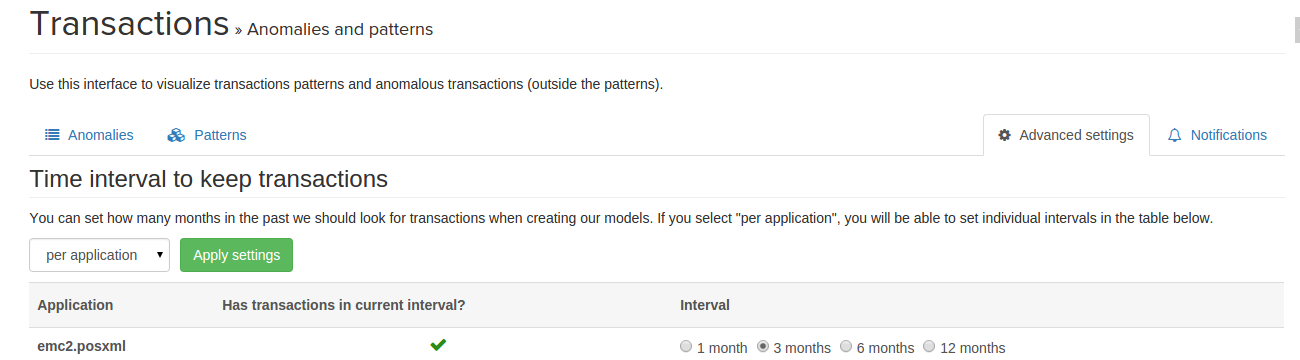 Transactions » Anomalies and patterns
Use this interface to visualize transactions patterns and anomalous transactions (outside the patterns).
Anomalies Patterns Advanced settings Notifications
Time interval to keep transactions
You can set how many months in the past we should look for transactions when creating our models. If you select "per application", you will be able to set individual intervals in the table below.
per application Apply settings
Application Has transactions in current interval? Interval
emc2.posxml 1 month 3 months 6 months 12 months